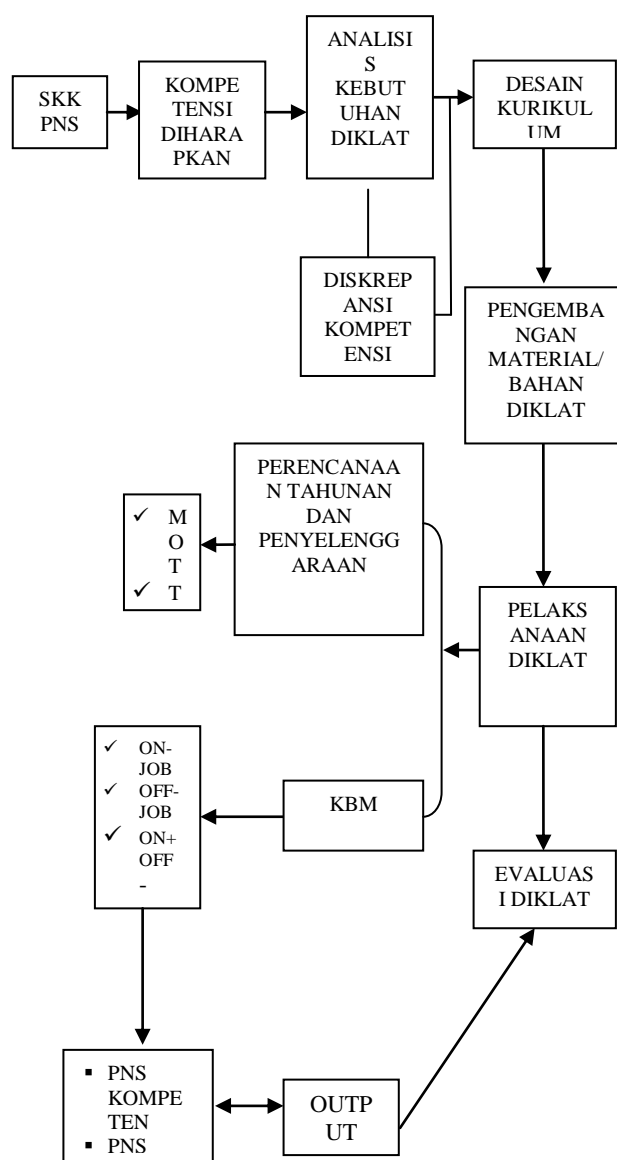 SKK
PNS
KOMPE
TENSI
DIHARA
PKAN
ANALISI
S
KEBUT
UHAN
DIKLAT
DESAIN
KURIKUL
UM
DISKREP
ANSI
KOMPET
ENSI
PENGEMBA
NGAN
MATERIAL/
BAHAN
DIKLAT
PERENCANAA
N TAHUNAN
DAN
PENYELENGG
ARAAN
✓ M
O
T
✓ T
PELAKS
ANAAN
DIKLAT
✓ ON-
JOB
✓ OFF-
JOB
✓ ON+
OFF
-
KBM
EVALUAS
I DIKLAT
▪ PNS
KOMPE
TEN
▪ PNS
OUTP
UT